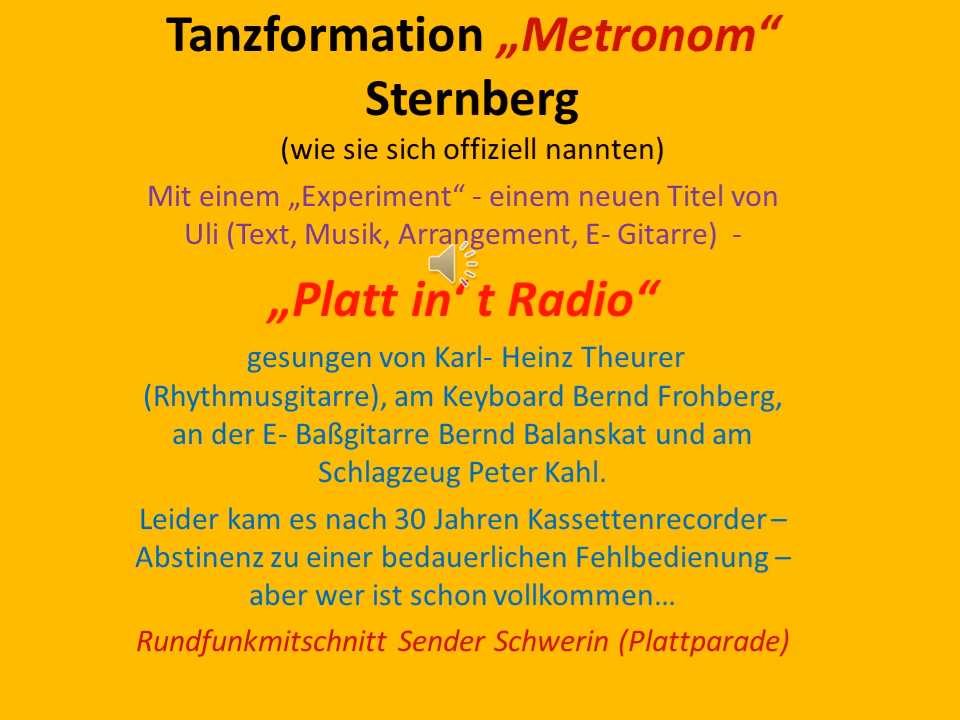 Tanzformation „Metronom“
Sternberg
(wie sie sich offiziell nannten)
Mit einem „Experiment“ - einem neuen Titel von
Uli (Text, Musik, Arrangement, E- Gitarre)  -
„Platt in‘ t Radio“
gesungen von Karl- Heinz Theurer
(Rhythmusgitarre), am Keyboard Bernd Frohberg,
an der E- Baßgitarre Bernd Balanskat und am
Schlagzeug Peter Kahl.
Leider kam es nach 30 Jahren Kassettenrecorder –
Abstinenz zu einer bedauerlichen Fehlbedienung –
aber wer ist schon vollkommen…
Rundfunkmitschnitt Sender Schwerin (Plattparade)